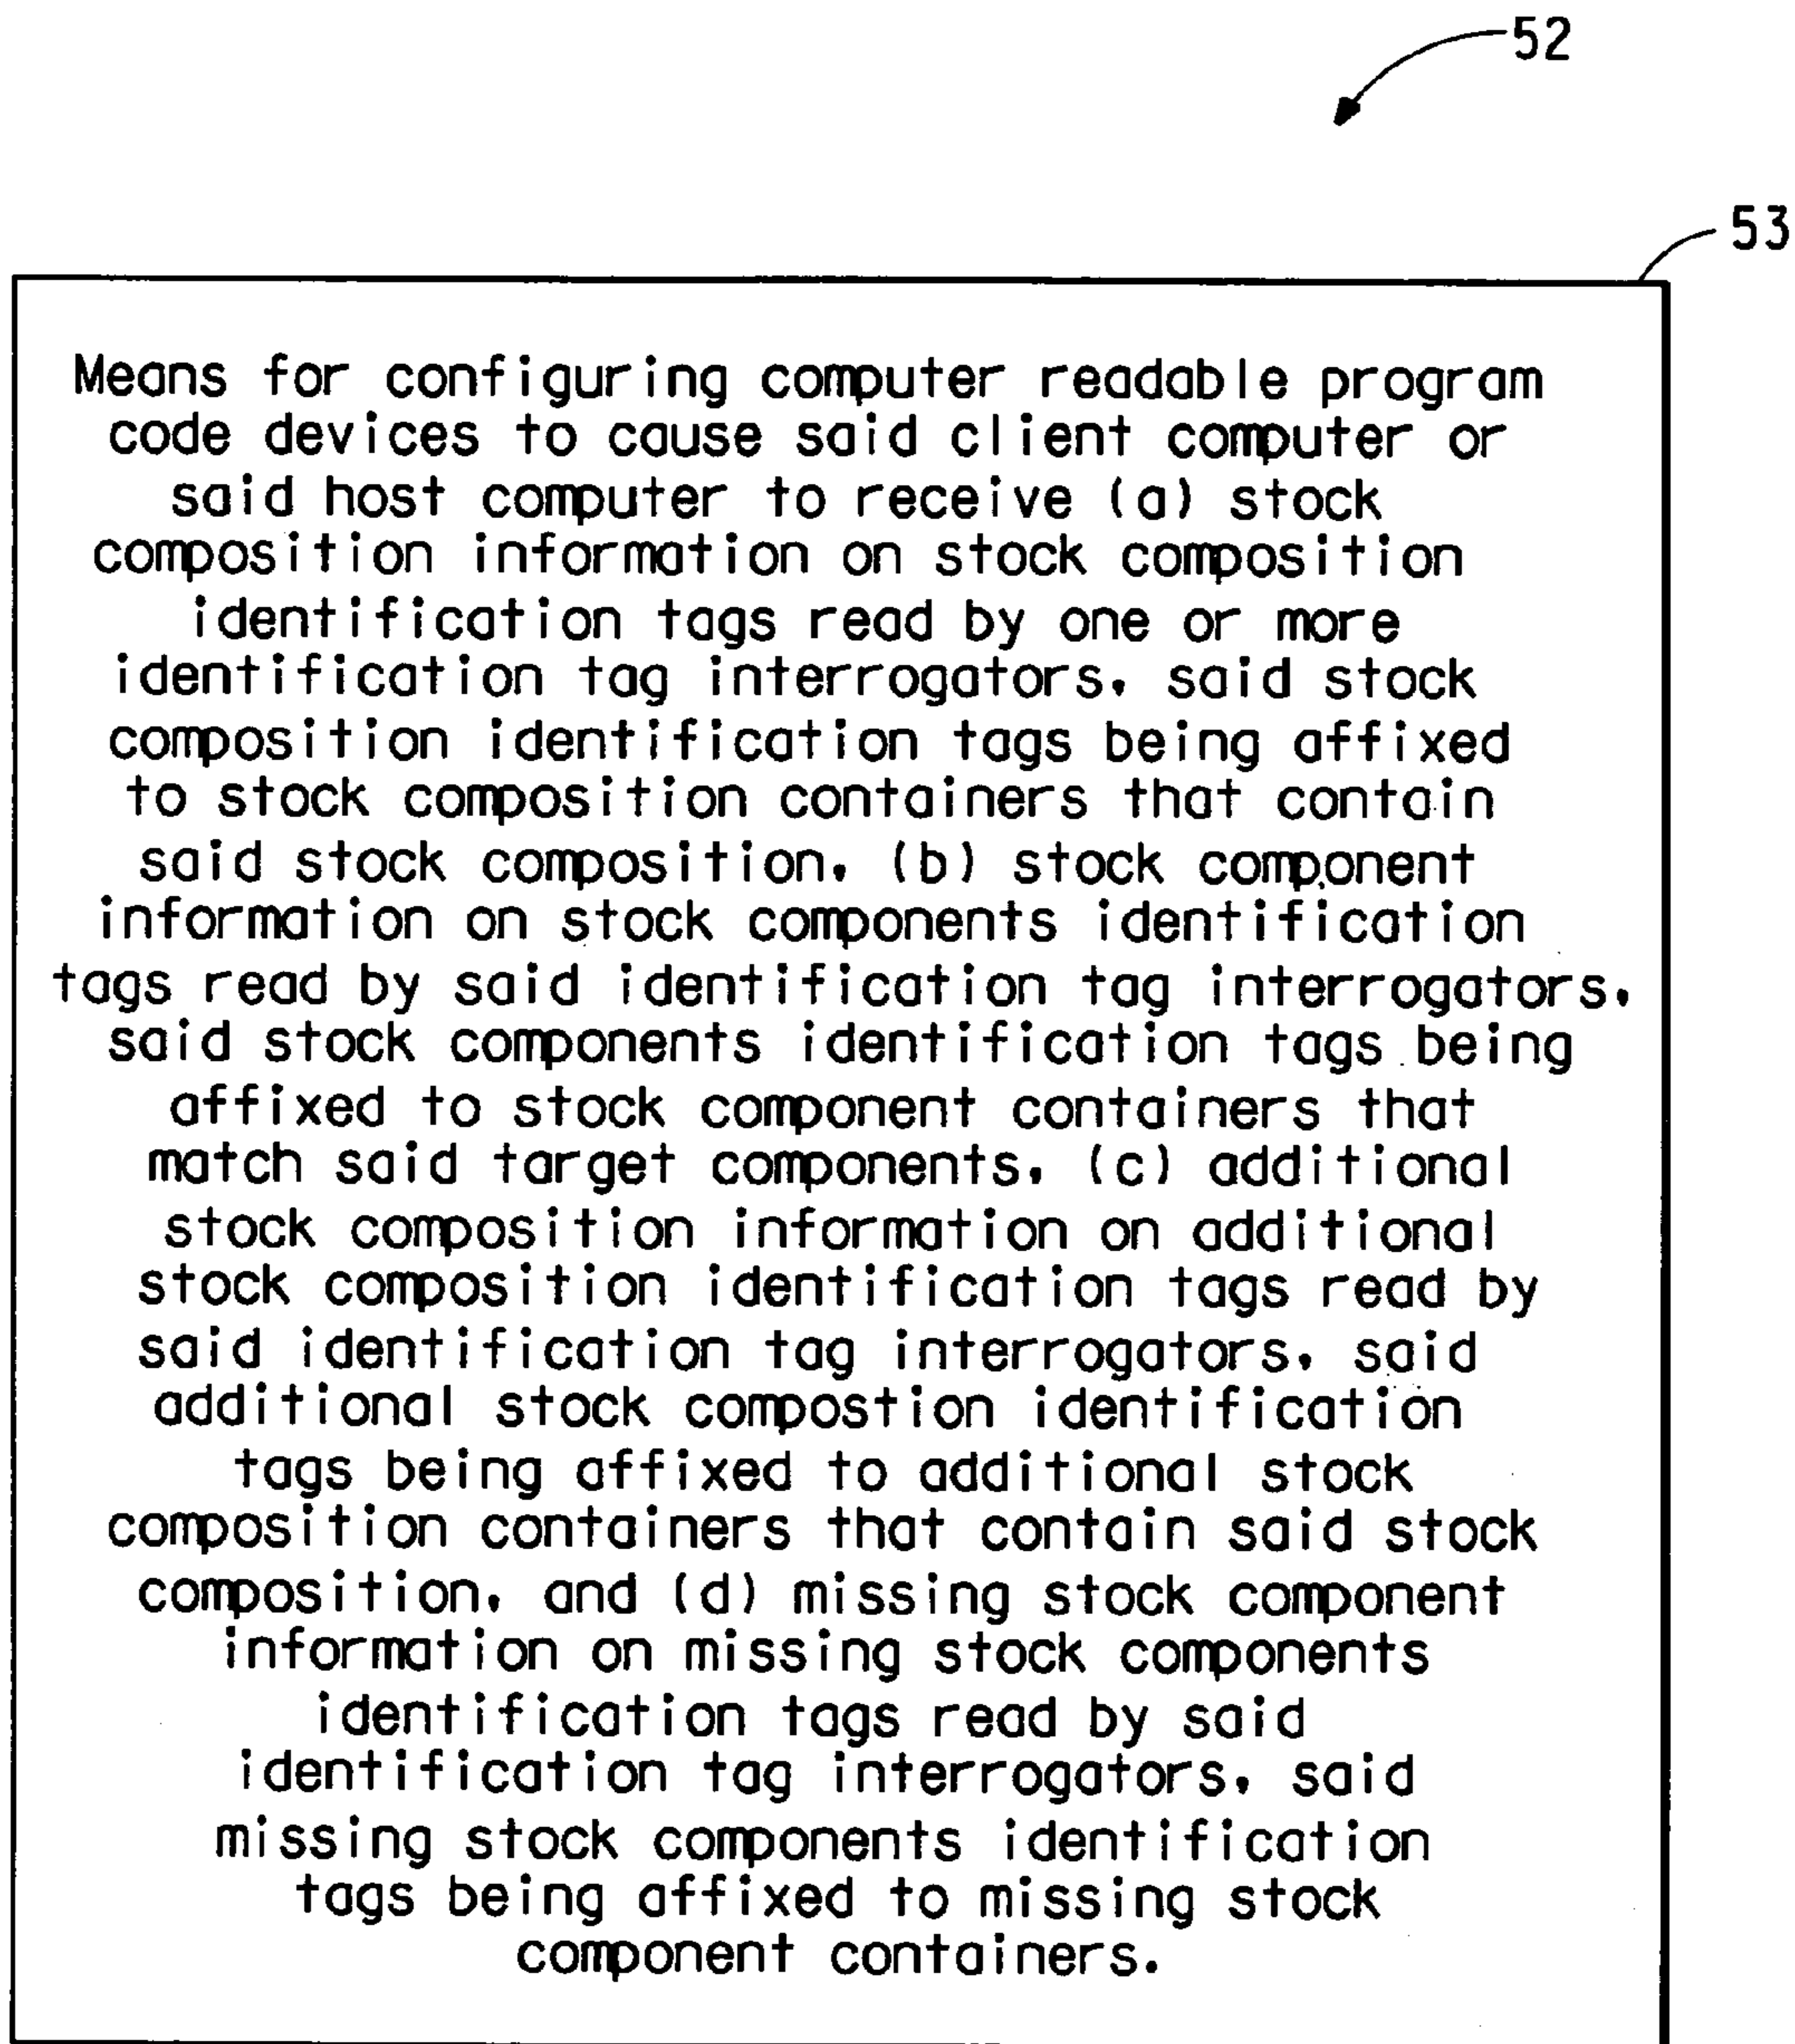 52
53
Means for configuring computer readable program
code devices to cause said client computer or
said host computer to receive (a) stock
composition information on stock composition
identification tags read by one or more
identification tag interrogators, said stock
composition identification tags being affixed
to stock composition containers that contain
said stock composition, (b) stock component
information on stock components identification
tags read by said identification tag interrogators,
said stock components identification tags being
affixed to stock component containers that
match said target components, (c) additional
stock composition information on additional
stock composition identification tags read by
said identification tag interrogators, said
additional stock compostion identification
tags being affixed to additional stock
composition containers that contain said stock
composition, and (d) missing stock component
information on missing stock components
identification tags read by said
identification tag interrogators, said
missing stock components identification
tags being affixed to missing stock
component containers.